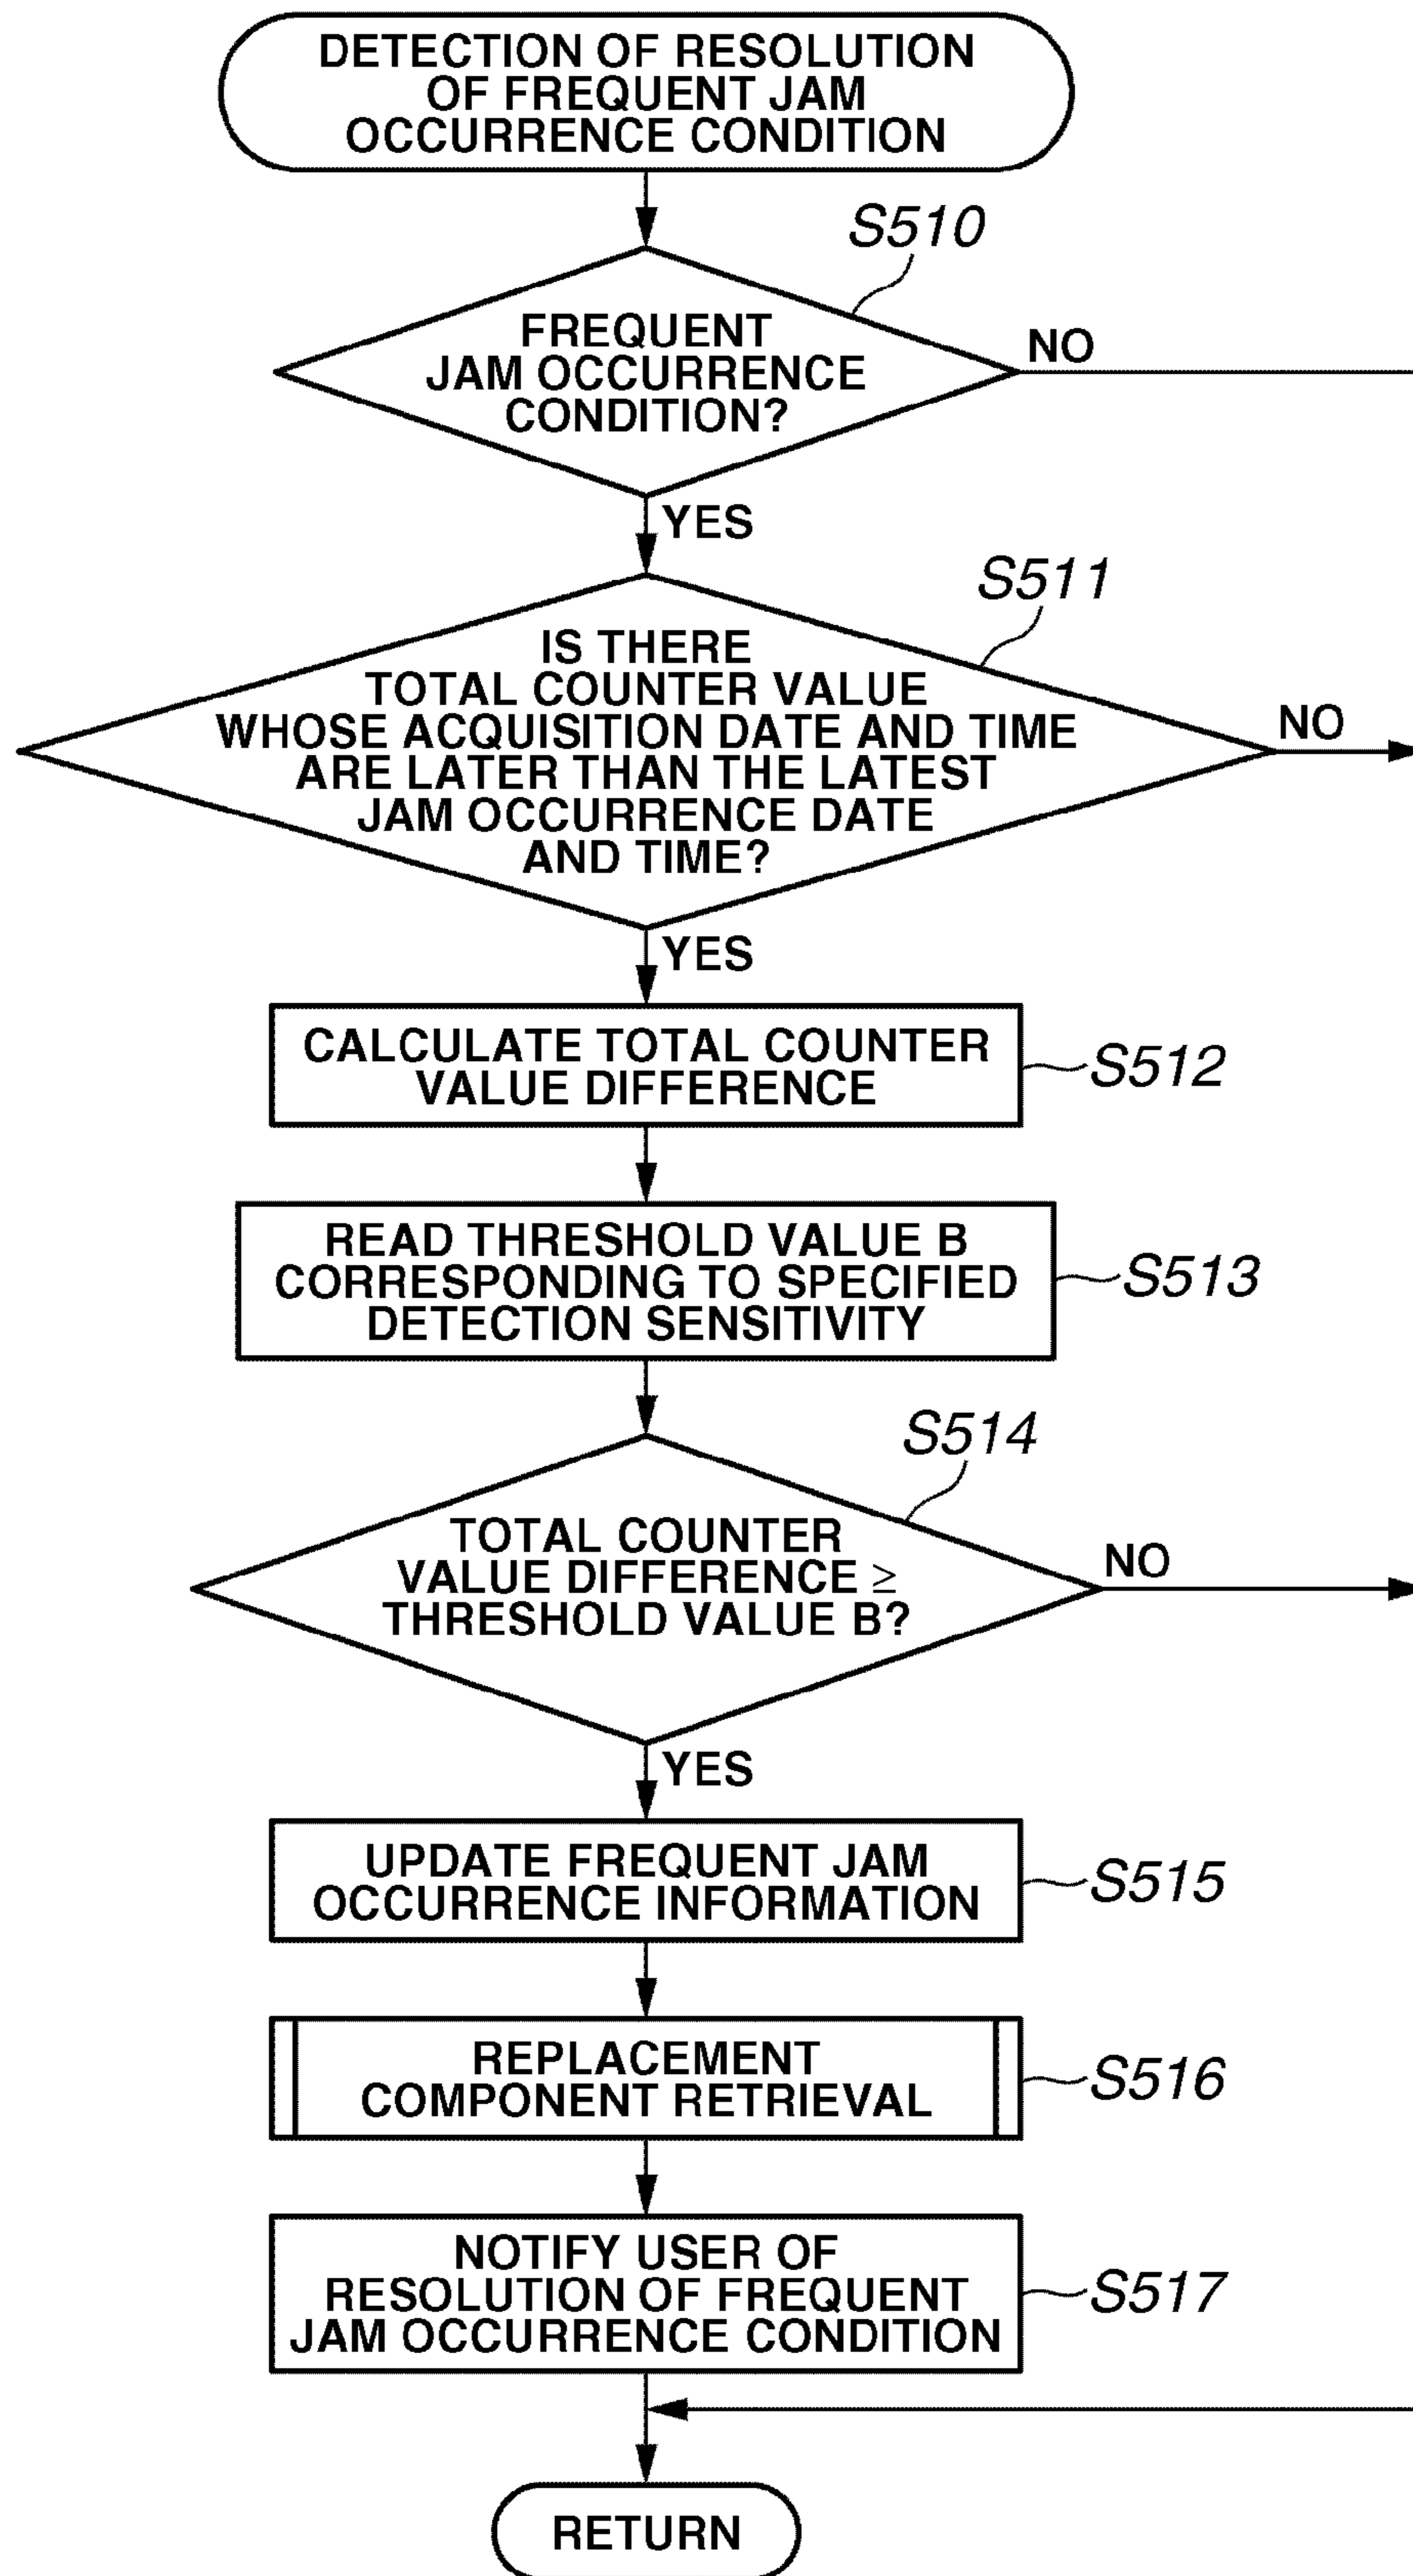 DETECTION OF RESOLUTION
OF FREQUENT JAM
OCCURRENCE CONDITION
S510
FREQUENT
JAM OCCURRENCE
CONDITION?
NO
YES
S511
IS THERE
TOTAL COUNTER VALUE
WHOSE ACQUISITION DATE AND TIME
ARE LATER THAN THE LATEST
JAM OCCURRENCE DATE
AND TIME?
NO
YES
CALCULATE TOTAL COUNTER
VALUE DIFFERENCE
S512
READ THRESHOLD VALUE B
CORRESPONDING TO SPECIFIED
DETECTION SENSITIVITY
S513
S514
TOTAL COUNTER
VALUE DIFFERENCE ≥
THRESHOLD VALUE B?
NO
YES
UPDATE FREQUENT JAM
OCCURRENCE INFORMATION
S515
REPLACEMENT
COMPONENT RETRIEVAL
S516
NOTIFY USER OF
RESOLUTION OF FREQUENT
JAM OCCURRENCE CONDITION
S517
RETURN